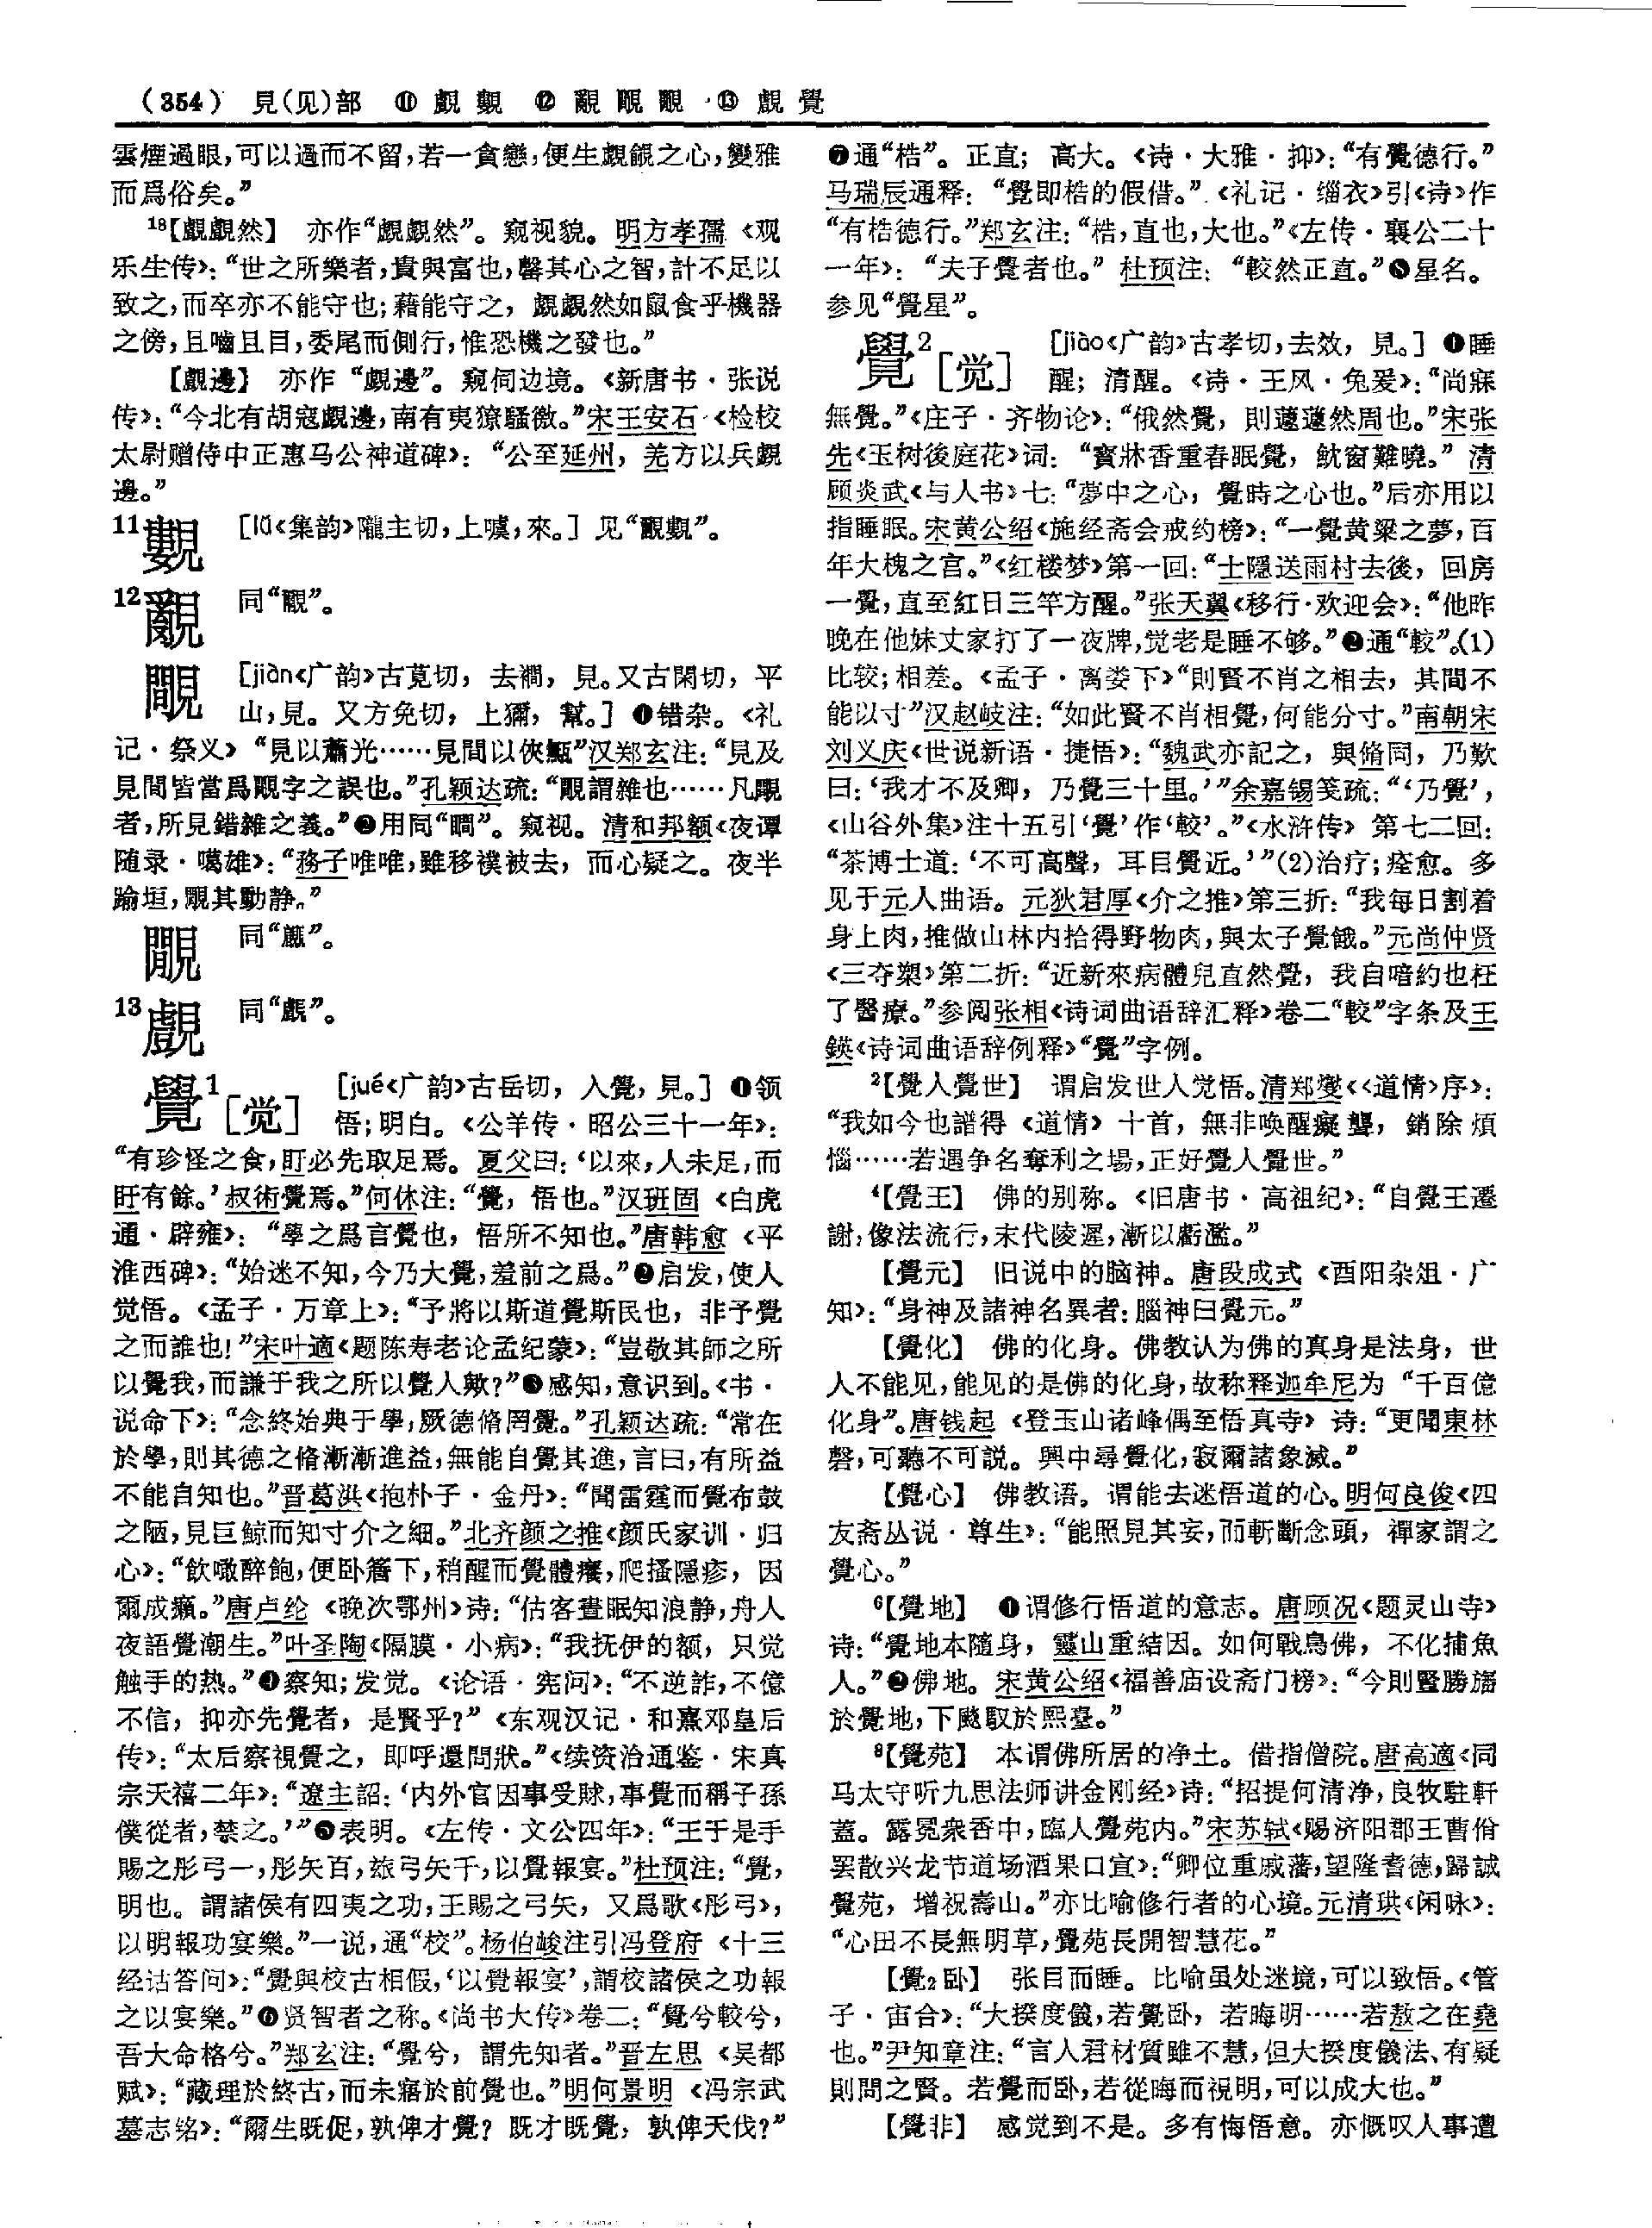 （354） 見(见)部 ⑪ 覰 䙔 ⑫ 覶 覸 覵 ⑬ 覷 覺
雲煙過眼，可以過而不留，若一貪戀，便生覷覦之心，變雅
而爲俗矣。”
18【覰覰然】 亦作“覷覷然”。窥视貌。明方孝孺《观
乐生传》：“世之所樂者，貴與富也，罄其心之智，計不足以
致之，而卒亦不能守也；藉能守之，覷覷然如鼠食乎機器
之傍，且嚙且目，委尾而側行，惟恐機之發也。”
【覰邊】 亦作“覷邊”。窥伺边境。《新唐书·张说
传》：“今北有胡寇覰邊，南有夷獠騷徼。”宋王安石《检校
太尉赠侍中正惠马公神道碑》：“公至延州，羌方以兵覷
邊。”
11䙔 [lǚ《集韵》隴主切，上噳，來。] 见“覶䙔”。
12覶 同“覶”。
覸 [jiàn《广韵》古莧切，去襇，見。又古閑切，平
山，見。又方免切，上獮，幫。] ❶错杂。《礼
记·祭义》“見以蕭光……見間以俠甒”汉郑玄注：“見及
見間皆當爲覸字之誤也。”孔颖达疏：“覸謂雜也……凡覸
者，所見錯雜之義。”❷用同“瞯”。窥视。清和邦额《夜谭
随录·噶雄》：“務子唯唯，雖移襆被去，而心疑之。夜半
踰垣，覸其動静。”
覵 同“覸”。
13覷 同“覰”。
覺1[觉] [jué《广韵》古岳切，入覺，見。] ❶领
悟；明白。《公羊传·昭公三十一年》：
“有珍怪之食，盱必先取足焉。夏父曰：‘以來，人未足，而
盱有餘。’叔術覺焉。”何休注：“覺，悟也。”汉班固《白虎
通·辟雍》：“學之爲言覺也，悟所不知也。”唐韩愈《平
淮西碑》：“始迷不知，今乃大覺，羞前之爲。”❷启发，使人
觉悟。《孟子·万章上》：“予將以斯道覺斯民也，非予覺
之而誰也！”宋叶適《题陈寿老论孟纪蒙》：“豈敬其師之所
以覺我，而謙于我之所以覺人歟？”❸感知，意识到。《书·
说命下》：“念終始典于學，厥德脩罔覺。”孔颖达疏：“常在
於學，則其德之脩漸漸進益，無能自覺其進，言曰，有所益
不能自知也。”晋葛洪《抱朴子·金丹》：“聞雷霆而覺布鼓
之陋，見巨鯨而知寸介之細。”北齐颜之推《颜氏家训·归
心》：“飲噉醉飽，便卧簷下，稍醒而覺體癢，爬搔隱疹，因
爾成癩。”唐卢纶《晚次鄂州》诗：“估客晝眠知浪静，舟人
夜語覺潮生。”叶圣陶《隔膜·小病》：“我抚伊的额，只觉
触手的热。”❹察知；发觉。《论语·宪问》：“不逆詐，不億
不信，抑亦先覺者，是賢乎？”《东观汉记·和熹邓皇后
传》：“太后察視覺之，即呼還問狀。”《续资治通鉴·宋真
宗天禧二年》：“遼主詔：‘内外官因事受賕，事覺而稱子孫
僕從者，禁之。’”❺表明。《左传·文公四年》：“王于是乎
賜之彤弓一，彤矢百，玈弓矢千，以覺報宴。”杜预注：“覺，
明也。謂諸侯有四夷之功，王賜之弓矢，又爲歌《彤弓》，
以明報功宴樂。”一说，通“校”。杨伯峻注引冯登府《十三
经诂答问》：“覺與校古相假，‘以覺報宴’，謂校諸侯之功報
之以宴樂。”❻贤智者之称。《尚书大传》卷二：“覺兮較兮，
吾大命格兮。”郑玄注：“覺兮，謂先知者。”晋左思《吴都
赋》：“藏理於終古，而未寤於前覺也。”明何景明《冯宗武
墓志铭》：“爾生既促，孰俾才覺？既才既覺，孰俾天伐？”
❼通“梏”。正直；高大。《诗·大雅·抑》：“有覺德行。”
马瑞辰通释：“覺即梏的假借。”《礼记·缁衣》引《诗》作
“有梏德行。”郑玄注：“梏，直也，大也。”《左传·襄公二十
一年》：“夫子覺者也。”杜预注：“較然正直。”❽星名。
参见“覺星”。
覺2[觉] [jiào《广韵》古孝切，去效，見。] ❶睡
醒；清醒。《诗·王风·兔爰》：“尚寐
無覺。”《庄子·齐物论》：“俄然覺，則蘧蘧然周也。”宋张
先《玉树後庭花》词：“寶牀香重春眠覺，魫窗難曉。”清
顾炎武《与人书》七：“夢中之心，覺時之心也。”后亦用以
指睡眠。宋黄公绍《施经斋会戒约榜》：“一覺黄粱之夢，百
年大槐之宫。”《红楼梦》第一回：“士隱送雨村去後，回房
一覺，直至紅日三竿方醒。”张天翼《移行·欢迎会》：“他昨
晚在他妹丈家打了一夜牌，觉老是睡不够。”❷通“較”。(1)
比较；相差。《孟子·离娄下》“則賢不肖之相去，其間不
能以寸”汉赵岐注：“如此賢不肖相覺，何能分寸。”南朝宋
刘义庆《世说新语·捷悟》：“魏武亦記之，與脩同，乃歎
曰：‘我才不及卿，乃覺三十里。’”余嘉锡笺疏：“‘乃覺’，
《山谷外集》注十五引‘覺’作‘較’。”《水浒传》第七二回：
“茶博士道：‘不可高聲，耳目覺近。’”(2)治疗；痊愈。多
见于元人曲语。元狄君厚《介之推》第三折：“我每日割着
身上肉，推做山林内拾得野物肉，與太子覺餓。”元尚仲贤
《三夺槊》第二折：“近新來病體兒直然覺，我自喑約也枉
了醫療。”参阅张相《诗词曲语辞汇释》卷二“較”字条及王
鍈《诗词曲语辞例释》“覺”字例。
2【覺人覺世】 谓启发世人觉悟。清郑燮《〈道情〉序》：
“我如今也譜得《道情》十首，無非唤醒癡聾，銷除煩
惱……若遇争名奪利之場，正好覺人覺世。”
4【覺王】 佛的别称。《旧唐书·高祖纪》：“自覺王遷
謝，像法流行，末代陵遲，漸以虧濫。”
【覺元】 旧说中的脑神。唐段成式《酉阳杂俎·广
知》：“身神及諸神名異者：腦神曰覺元。”
【覺化】 佛的化身。佛教认为佛的真身是法身，世
人不能见，能见的是佛的化身，故称释迦牟尼为“千百億
化身”。唐钱起《登玉山诸峰偶至悟真寺》诗：“更聞東林
磬，可聽不可説。興中尋覺化，寂爾諸象滅。”
【覺心】 佛教语。谓能去迷悟道的心。明何良俊《四
友斋丛说·尊生》：“能照見其妄，而斬斷念頭，禪家謂之
覺心。”
6【覺地】 ❶谓修行悟道的意志。唐顾况《题灵山寺》
诗：“覺地本隨身，靈山重結因。如何戰鳥佛，不化捕魚
人。”❷佛地。宋黄公绍《福善庙设斋门榜》：“今則豎勝旛
於覺地，下飈馭於熙臺。”
8【覺苑】 本谓佛所居的净土。借指僧院。唐高適《同
马太守听九思法师讲金刚经》诗：“招提何清浄，良牧駐軒
蓋。露冕衆香中，臨人覺苑内。”宋苏轼《赐济阳郡王曹佾
罢散兴龙节道场酒果口宣》：“卿位重戚藩，望隆耆德，歸誠
覺苑，增祝壽山。”亦比喻修行者的心境。元清珙《闲咏》：
“心田不長無明草，覺苑長開智慧花。”
【覺2卧】 张目而睡。比喻虽处迷境，可以致悟。《管
子·宙合》：“大揆度儀，若覺卧，若晦明……若敖之在堯
也。”尹知章注：“言人君材質雖不慧，但大揆度儀法、有疑
則問之賢。若覺而卧，若從晦而視明，可以成大也。”
【覺非】 感觉到不是。多有悔悟意。亦慨叹人事遭